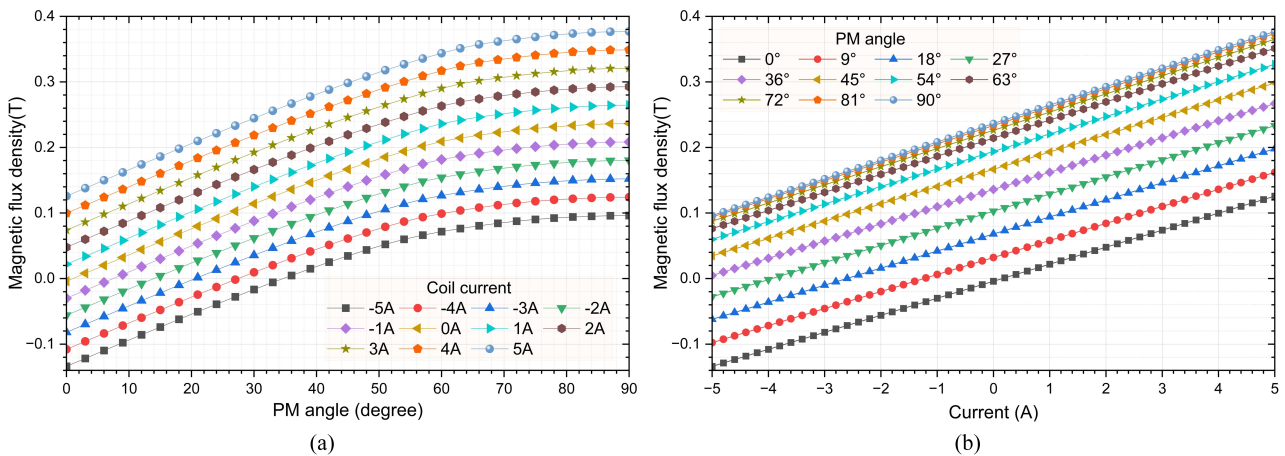 0.4
0.3
0.2
0.1
0.0
−0.1
Magnetic flux density(T)
0 10 20 30 40 50 60 70 80 90
PM angle (degree)
Coil current
-5A -4A -3A -2A
-1A 0A 1A 2A
3A 4A 5A
(a)
0.4
0.3
0.2
0.1
0.0
−0.1
Magnetic flux density(T)
−5 −4 −3 −2 −1 0 1 2 3 4 5
Current (A)
PM angle
0° 9° 18° 27°
36° 45° 54° 63°
72° 81° 90°
(b)